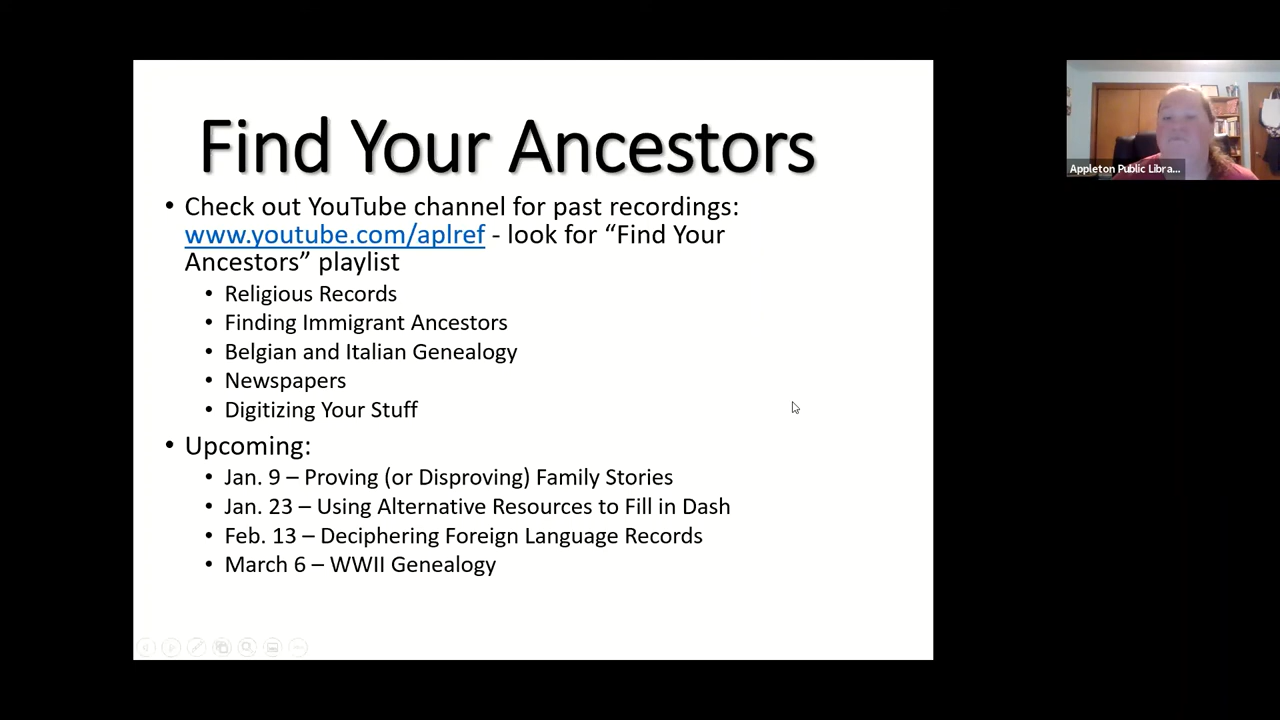 Find Your Ancestors
• Check out YouTube channel for past recordings:
www.youtube.com/aplref - look for “Find Your
Ancestors” playlist
• Religious Records
• Finding Immigrant Ancestors
• Belgian and Italian Genealogy
• Newspapers
• Digitizing Your Stuff
• Upcoming:
• Jan. 9 – Proving (or Disproving) Family Stories
• Jan. 23 – Using Alternative Resources to Fill in Dash
• Feb. 13 – Deciphering Foreign Language Records
• March 6 – WWII Genealogy
Appleton Public Libra...